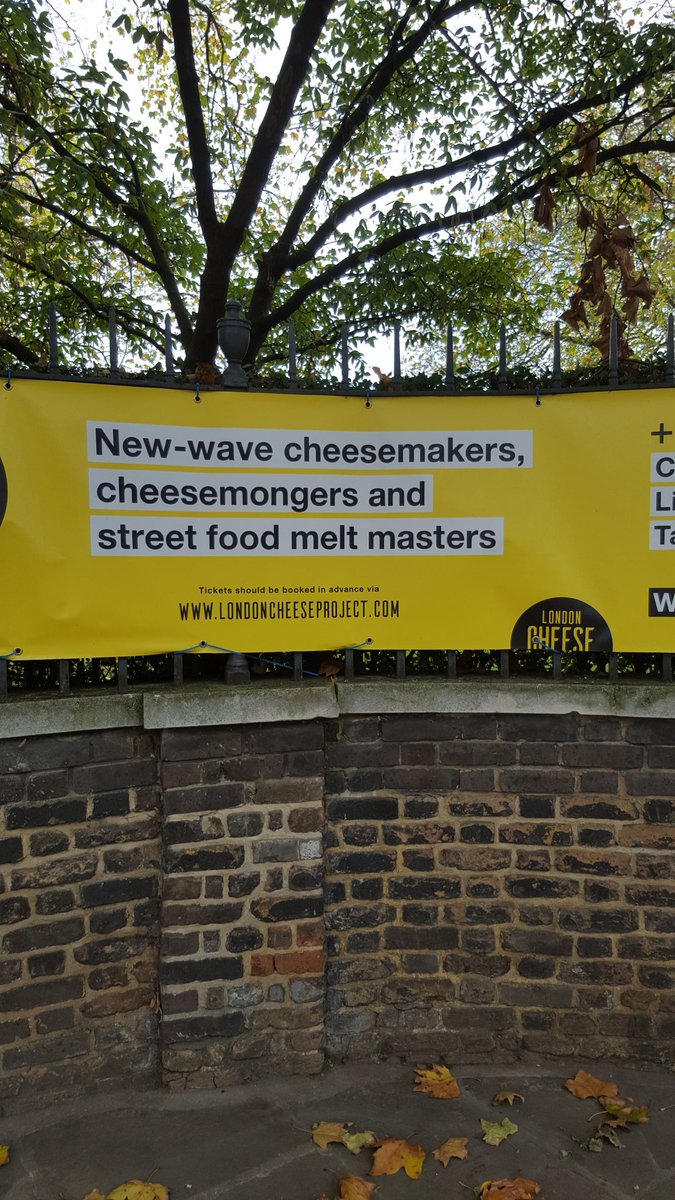 New-wave cheesemakers,
cheesemongers and
street food melt masters
Tickets should be booked in advance via
WWW.LONDONCHEESEPROJECT.COM
LONDON
CHEESE
+